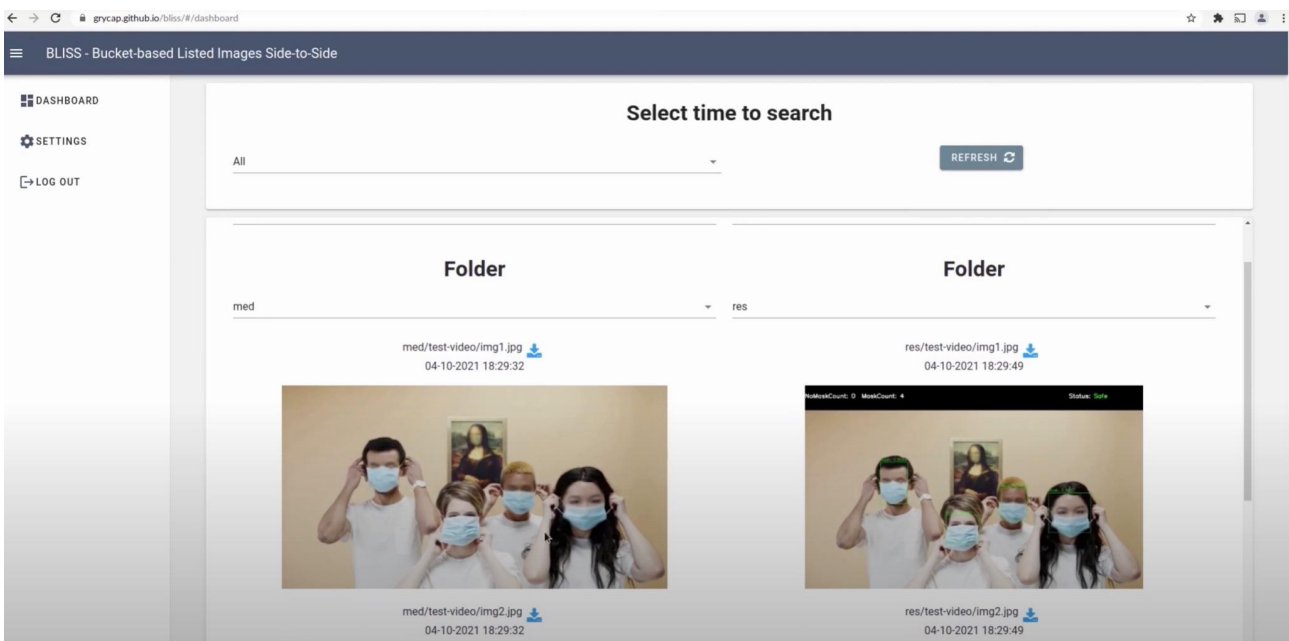 grycap.github.io/bliss/#/dashboard
BLISS - Bucket-based Listed Images Side-to-Side
DASHBOARD
SETTINGS
LOG OUT
Select time to search
All
REFRESH
Folder
Folder
med
res
med/test-video/img1.jpg
04-10-2021 18:29:32
res/test-video/img1.jpg
04-10-2021 18:29:49
NoMaskCount: 0 MaskCount: 4 Status: Safe
med/test-video/img2.jpg
04-10-2021 18:29:32
res/test-video/img2.jpg
04-10-2021 18:29:49